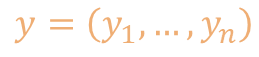 y = (y₁, … , yₙ)